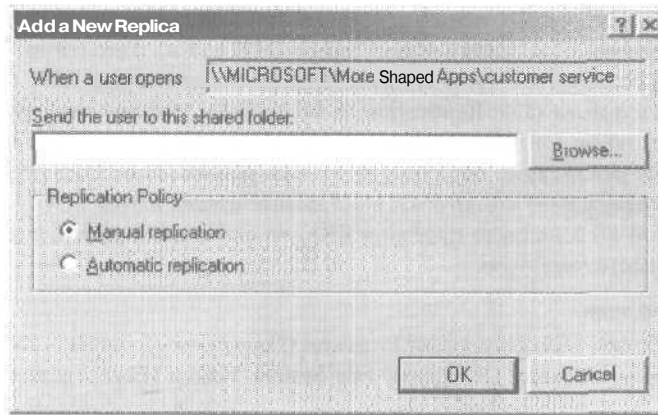 Add a New Replica
When a user opens \\MICROSOFT\More Shaped Apps\customer service
Send the user to this shared folder:
Browse...
Replication Policy
Manual replication
Automatic replication
OK Cancel